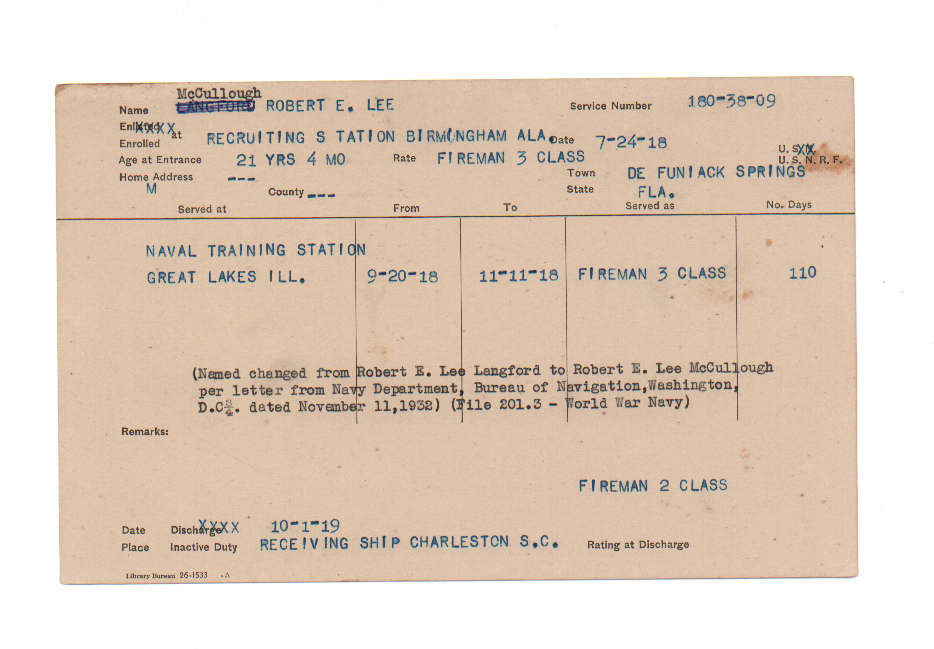 McCullough
Name LANGFORD ROBERT E. LEE Service Number 180-38-09
Enlisted XXXX
Enrolled at RECRUITING S TATION BIRMINGHAM ALA. Date 7-24-18
Age at Entrance 21 YRS 4 MO Rate FIREMAN 3 CLASS U. S. XX U. S. N. R. F.
Home Address --- Town DE FUNIACK SPRINGS
M County --- State FLA.
Served at From To Served as No. Days
NAVAL TRAINING STATION
GREAT LAKES ILL. 9-20-18 11-11-18 FIREMAN 3 CLASS 110
(Named changed from Robert E. Lee Langford to Robert E. Lee McCullough
per letter from Navy Department, Bureau of Navigation,Washington,
D.C. dated November 11,1932) (File 201.3 - World War Navy)
Remarks:
FIREMAN 2 CLASS
Date Discharge XXXX 10-1-19
Place Inactive Duty RECEIVING SHIP CHARLESTON S.C. Rating at Discharge
Library Bureau 26-1533 .A